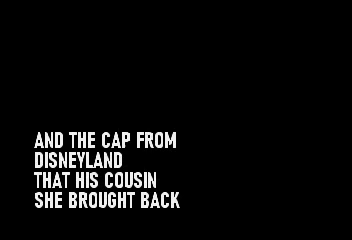 AND THE CAP FROM
DISNEYLAND
THAT HIS COUSIN
SHE BROUGHT BACK